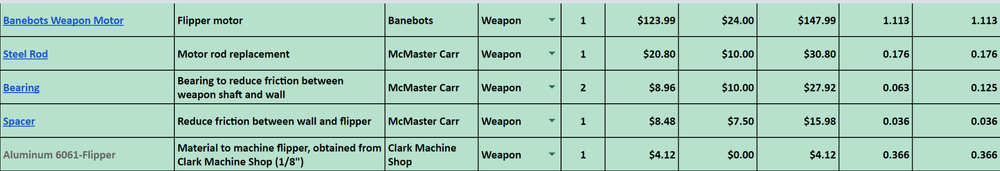 Banebots Weapon Motor Flipper motor Banebots Weapon 1 $123.99 $24.00 $147.99 1.113 1.113
Steel Rod Motor rod replacement McMaster Carr Weapon 1 $20.80 $10.00 $30.80 0.176 0.176
Bearing Bearing to reduce friction between
weapon shaft and wall McMaster Carr Weapon 2 $8.96 $10.00 $27.92 0.063 0.125
Spacer Reduce friction between wall and flipper McMaster Carr Weapon 1 $8.48 $7.50 $15.98 0.036 0.036
Aluminum 6061-Flipper Material to machine flipper, obtained from
Clark Machine Shop (1/8") Clark Machine
Shop Weapon 1 $4.12 $0.00 $4.12 0.366 0.366